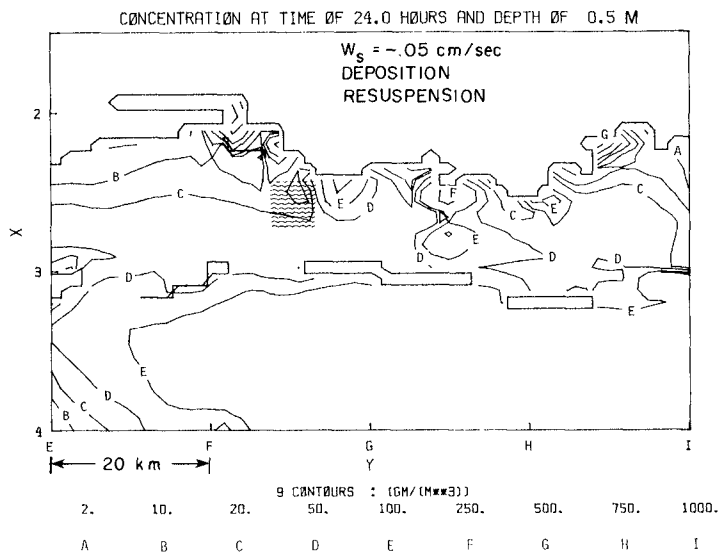 CØNCENTRATIØN AT TIME ØF 24.0 HØURS AND DEPTH ØF 0.5 M
W_s = -.05 cm/sec
DEPOSITION
RESUSPENSION
2
G
A
B
C
F
C
E
D
G
E
X
E
D
D
3
D
D
E
E
D
C
B
4
E F G H I
20 km
Y
9 CØNTØURS : (GM/(M**3))
2. 10. 20. 50. 100. 250. 500. 750. 1000.
A B C D E F G H I